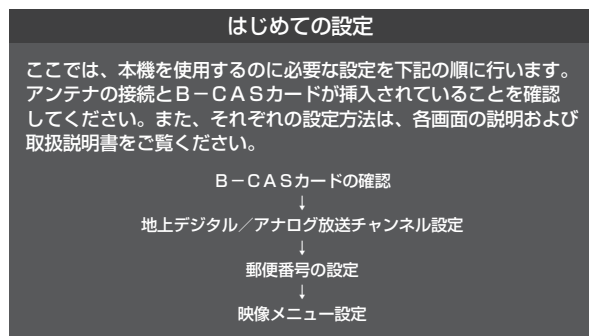 はじめての設定
ここでは、本機を使用するのに必要な設定を下記の順に行います。
アンテナの接続とＢ－ＣＡＳカードが挿入されていることを確認
してください。また、それぞれの設定方法は、各画面の説明および
取扱説明書をご覧ください。
Ｂ－ＣＡＳカードの確認
↓
地上デジタル／アナログ放送チャンネル設定
↓
郵便番号の設定
↓
映像メニュー設定